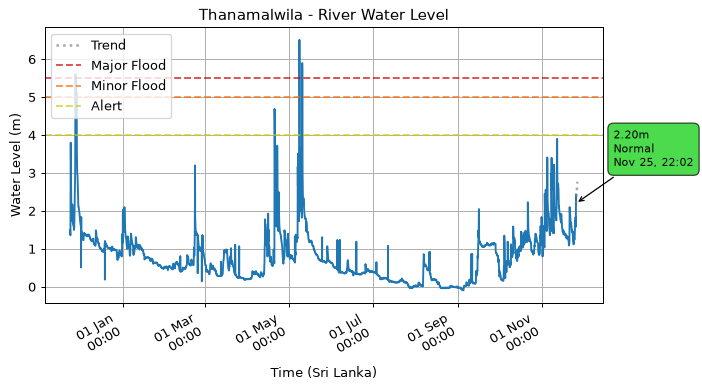 Thanamalwila - River Water Level
Trend
Major Flood
Minor Flood
Alert
2.20m
Normal
Nov 25, 22:02
Water Level (m)
6
5
4
3
2
1
0
01 Jan
00:00
01 Mar
00:00
01 May
00:00
01 Jul
00:00
01 Sep
00:00
01 Nov
00:00
Time (Sri Lanka)